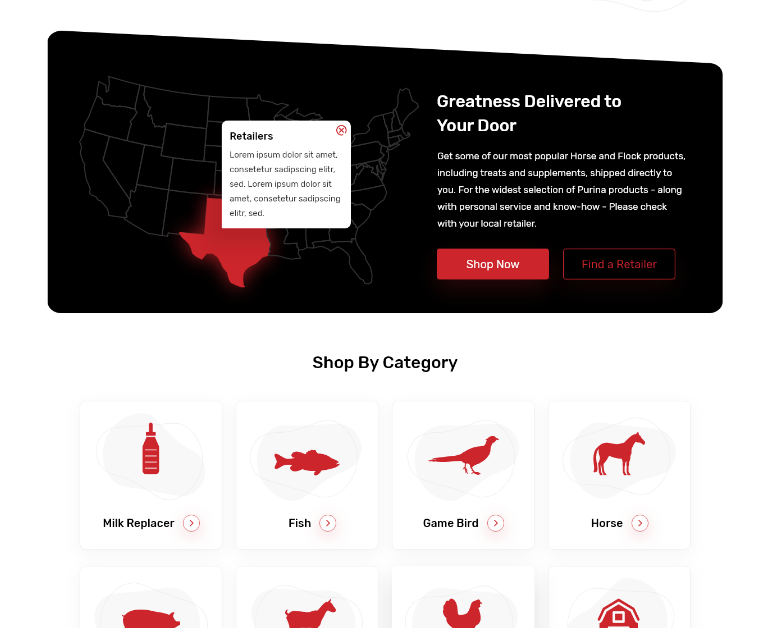 Retailers
Lorem ipsum dolor sit amet,
consetetur sadipscing elitr,
sed. Lorem ipsum dolor sit
amet, consetetur sadipscing
elitr, sed.
Greatness Delivered to
Your Door
Get some of our most popular Horse and Flock products,
including treats and supplements, shipped directly to
you. For the widest selection of Purina products - along
with personal service and know-how - Please check
with your local retailer.
Shop Now
Find a Retailer
Shop By Category
Milk Replacer
Fish
Game Bird
Horse